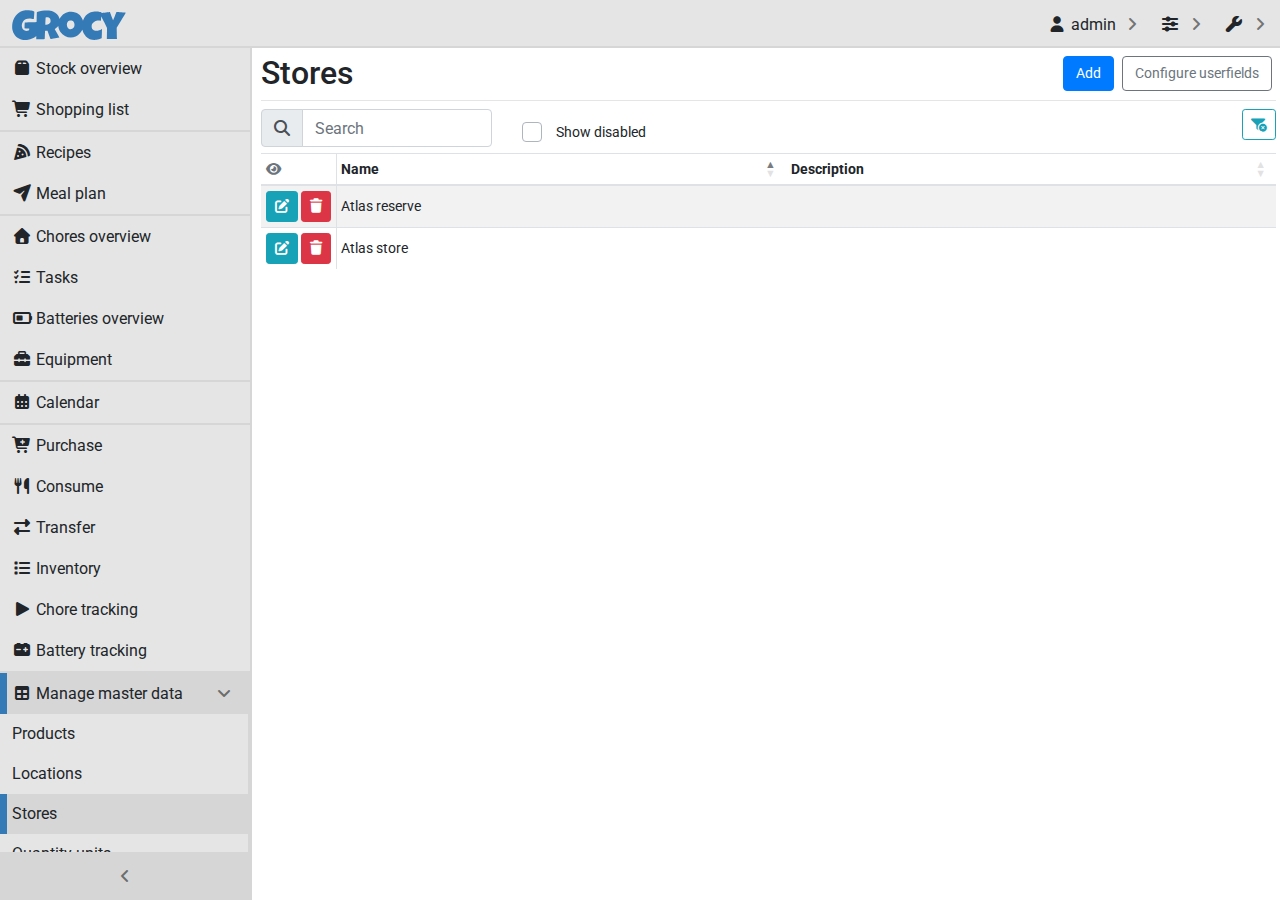 GROCY
admin
Stock overview
Shopping list
Recipes
Meal plan
Chores overview
Tasks
Batteries overview
Equipment
Calendar
Purchase
Consume
Transfer
Inventory
Chore tracking
Battery tracking
Manage master data
Products
Locations
Stores
Quantity units
Stores
Add
Configure userfields
Search
Show disabled
Name
Description
Atlas reserve
Atlas store